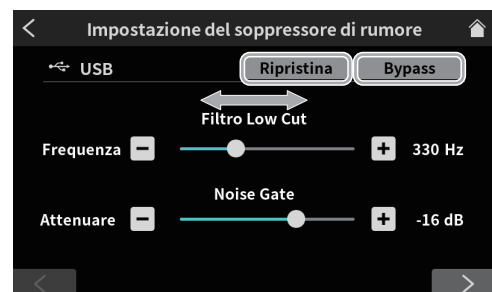 Impostazione del soppressore di rumore
USB Ripristina Bypass
Filtro Low Cut
Frequenza − + 330 Hz
Noise Gate
Attenuare − + -16 dB